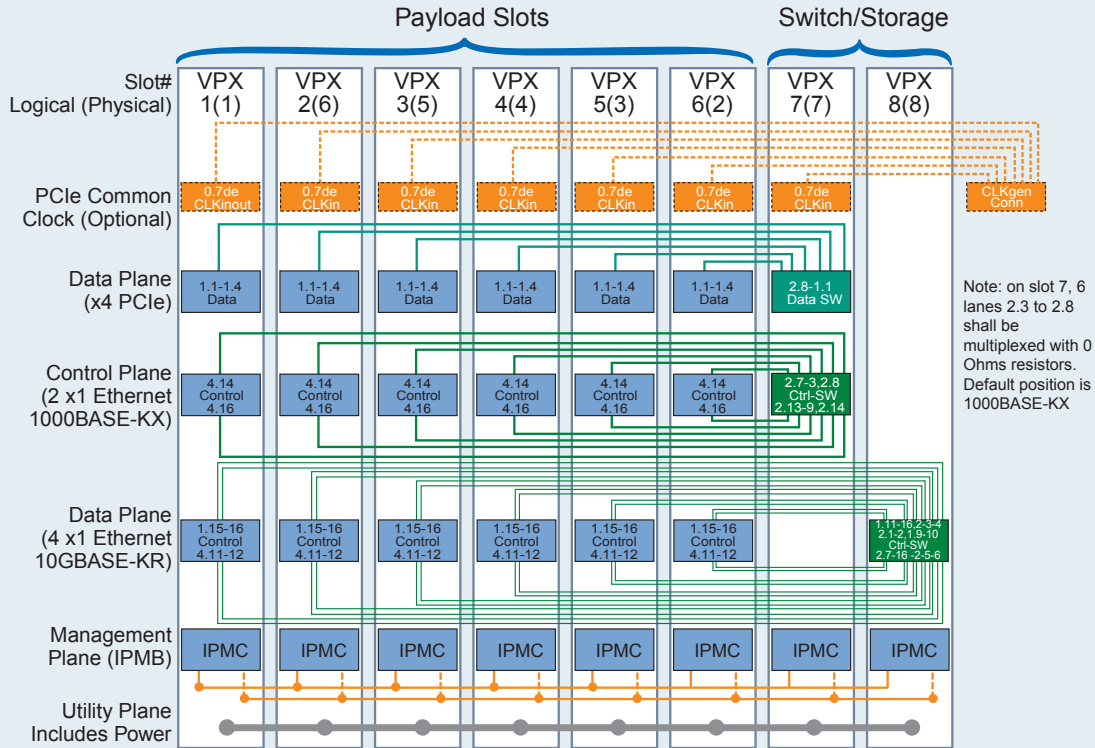 Payload Slots
Switch/Storage
Slot#
Logical (Physical)
VPX
1(1)
VPX
2(6)
VPX
3(5)
VPX
4(4)
VPX
5(3)
VPX
6(2)
VPX
7(7)
VPX
8(8)
PCIe Common
Clock (Optional)
0.7de
CLKinout
0.7de
CLKin
0.7de
CLKin
0.7de
CLKin
0.7de
CLKin
0.7de
CLKin
0.7de
CLKin
CLKgen
Conn
Data Plane
(x4 PCIe)
1.1-1.4
Data
1.1-1.4
Data
1.1-1.4
Data
1.1-1.4
Data
1.1-1.4
Data
1.1-1.4
Data
2.8-1.1
Data SW
Note: on slot 7, 6
lanes 2.3 to 2.8
shall be
multiplexed with 0
Ohms resistors.
Default position is
1000BASE-KX
Control Plane
(2 x1 Ethernet
1000BASE-KX)
4.14
Control
4.16
4.14
Control
4.16
4.14
Control
4.16
4.14
Control
4.16
4.14
Control
4.16
4.14
Control
4.16
2.7-3,2.8
Ctrl-SW
2.13-9,2.14
Data Plane
(4 x1 Ethernet
10GBASE-KR)
1.15-16
Control
4.11-12
1.15-16
Control
4.11-12
1.15-16
Control
4.11-12
1.15-16
Control
4.11-12
1.15-16
Control
4.11-12
1.15-16
Control
4.11-12
1.11-16,2-3-4
2.1-2,1.9-10
Ctrl-SW
2.7-16 -2-5-6
Management
Plane (IPMB)
IPMC
IPMC
IPMC
IPMC
IPMC
IPMC
IPMC
IPMC
Utility Plane
Includes Power